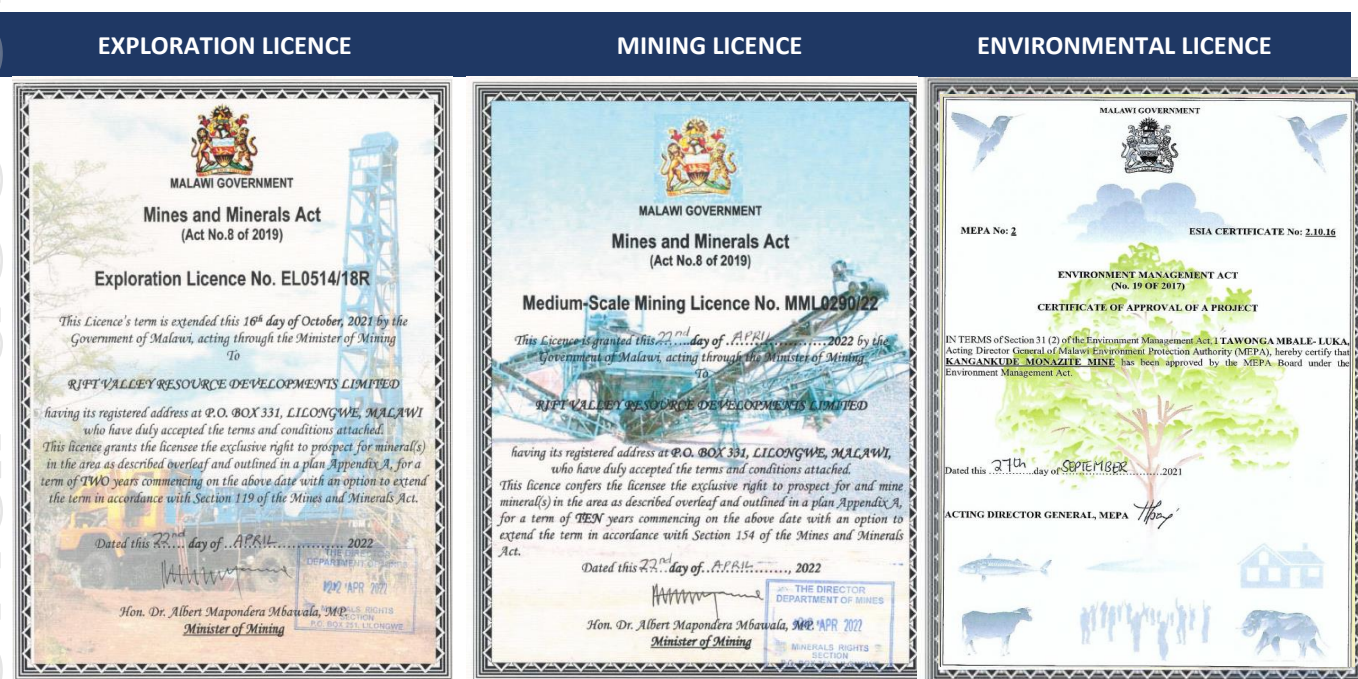 EXPLORATION LICENCE
MINING LICENCE
ENVIRONMENTAL LICENCE
YBM
MALAWI GOVERNMENT
Mines and Minerals Act
(Act No.8 of 2019)
Exploration Licence No. EL0514/18R
This Licence's term is extended this 16th day of October, 2021 by the
Government of Malawi, acting through the Minister of Mining
To
RIFT VALLEY RESOURCE DEVELOPMENTS LIMITED
having its registered address at P.O. BOX 331, LILONGWE, MALAWI
who have duly accepted the terms and conditions attached.
This licence grants the licensee the exclusive right to prospect for mineral(s)
in the area as described overleaf and outlined in a plan Appendix A, for a
term of TWO years commencing on the above date with an option to extend
the term in accordance with Section 119 of the Mines and Minerals Act.
Dated this 22nd day of APRIL 2022
THE DIRECTOR
DEPARTMENT OF MINES
APR 2022
MINERALS RIGHTS
SECTION
P.O. BOX 251, LILONGWE
Hon. Dr. Albert Mapondera Mbawala, MP.
Minister of Mining
MALAWI GOVERNMENT
Mines and Minerals Act
(Act No.8 of 2019)
Medium-Scale Mining Licence No. MML0290/22
This Licence is granted this 22nd day of APRIL 2022 by the
Government of Malawi, acting through the Minister of Mining
To
RIFT VALLEY RESOURCE DEVELOPMENTS LIMITED
having its registered address at P.O. BOX 331, LILONGWE, MALAWI,
who have duly accepted the terms and conditions attached.
This licence confers the licensee the exclusive right to prospect for and mine
mineral(s) in the area as described overleaf and outlined in a plan Appendix A,
for a term of TEN years commencing on the above date with an option to
extend the term in accordance with Section 154 of the Mines and Minerals
Act.
Dated this 22nd day of APRIL, 2022
THE DIRECTOR
DEPARTMENT OF MINES
APR 2022
MINERALS RIGHTS
SECTION
Hon. Dr. Albert Mapondera Mbawala, MP.
Minister of Mining
MALAWI GOVERNMENT
MEPA No: 2
ESIA CERTIFICATE No: 2.10.16
ENVIRONMENT MANAGEMENT ACT
(No. 19 OF 2017)
CERTIFICATE OF APPROVAL OF A PROJECT
IN TERMS of Section 31 (2) of the Environment Management Act, I TAWONGA MBALE- LUKA,
Acting Director General of Malawi Environment Protection Authority (MEPA), hereby certify that
KANGANKUDE MONAZITE MINE has been approved by the MEPA Board under the
Environment Management Act.
Dated this 27th day of SEPTEMBER 2021
ACTING DIRECTOR GENERAL, MEPA